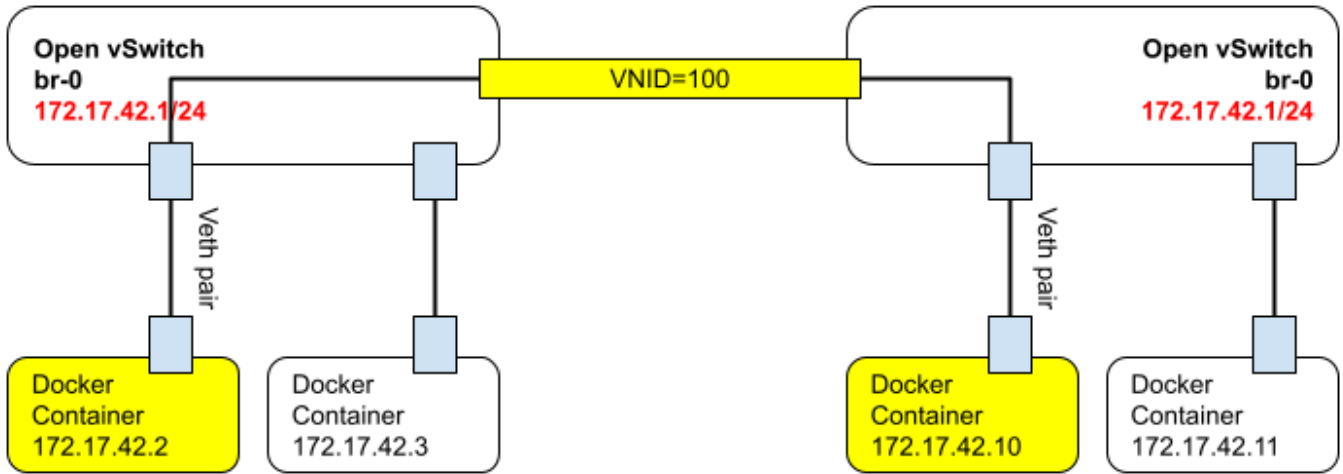 Open vSwitch
br-0
172.17.42.1/24
VNID=100
Open vSwitch
br-0
172.17.42.1/24
Veth pair
Veth pair
Docker
Container
172.17.42.2
Docker
Container
172.17.42.3
Docker
Container
172.17.42.10
Docker
Container
172.17.42.11